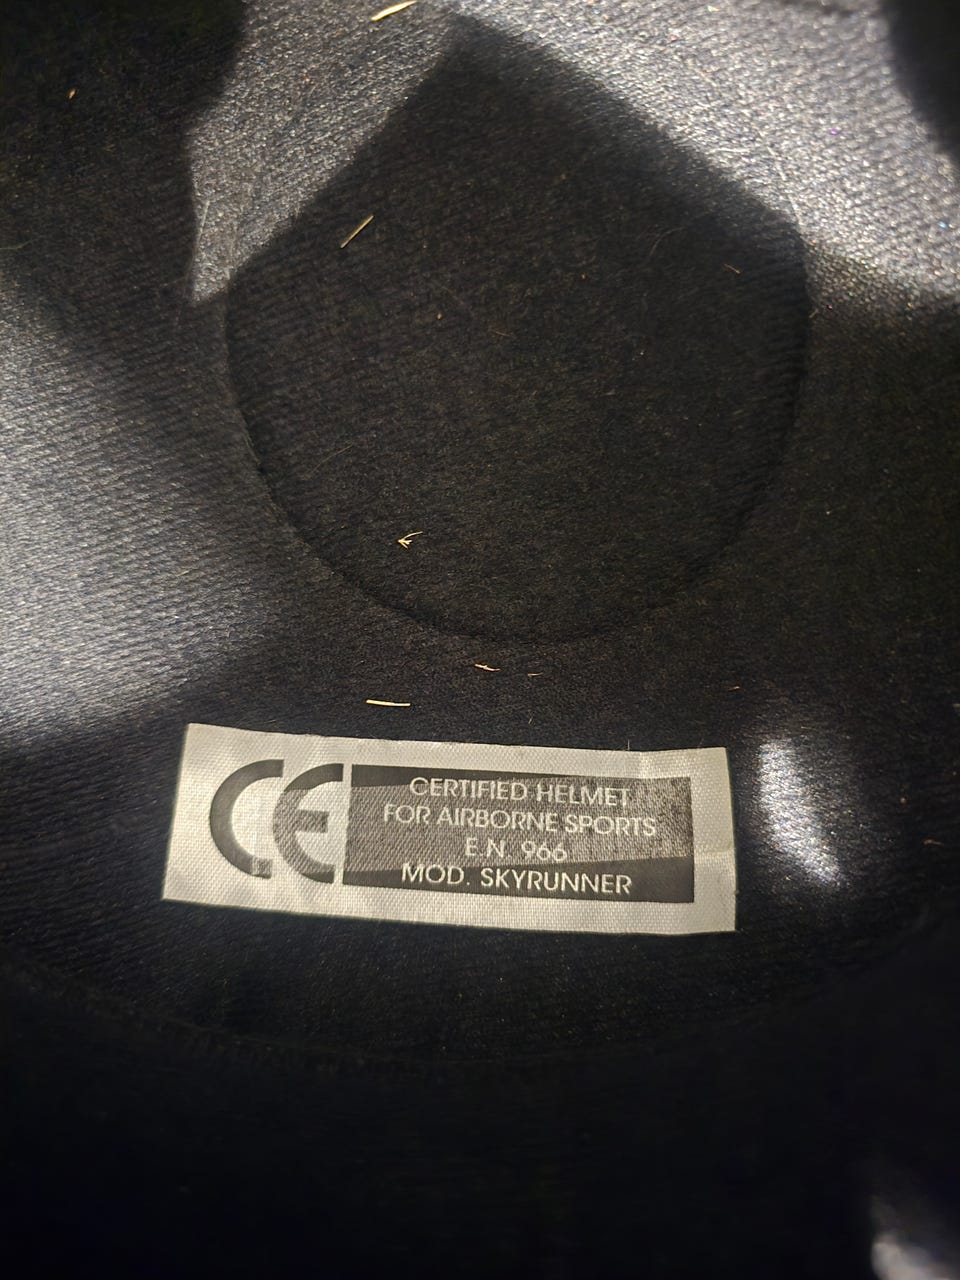 CE
CERTIFIED HELMET
FOR AIRBORNE SPORTS
E.N. 966
MOD. SKYRUNNER